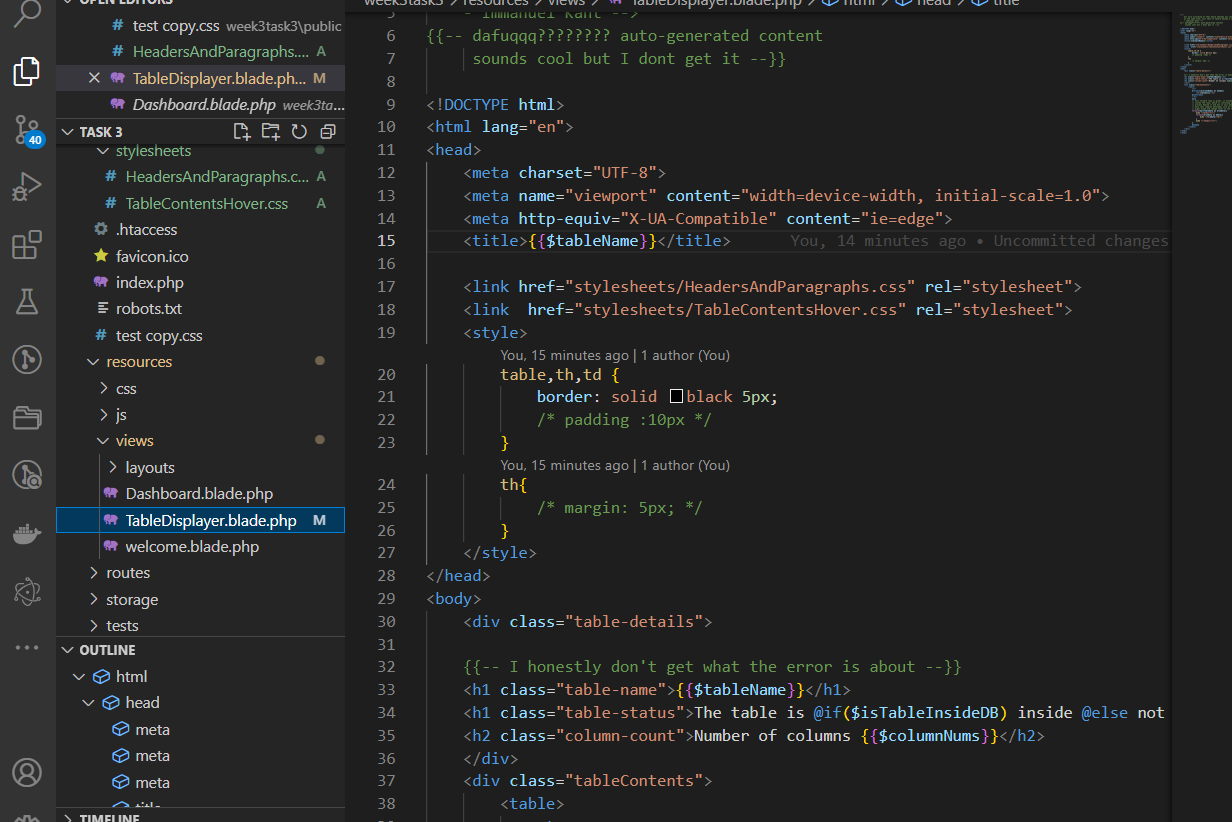 OPEN EDITORS
test copy.css week3task3\public
HeadersAndParagraphs.... A
TableDisplayer.blade.ph... M
Dashboard.blade.php week3ta...
TASK 3
stylesheets
HeadersAndParagraphs.c... A
TableContentsHover.css A
.htaccess
favicon.ico
index.php
robots.txt
test copy.css
resources
css
js
views
layouts
Dashboard.blade.php
TableDisplayer.blade.php M
welcome.blade.php
routes
storage
tests
OUTLINE
html
head
meta
meta
meta
title
TIMELINE
40
week3task3 > resources > views > TableDisplayer.blade.php > html > head > title
5 - Immanuel Kant -->
6 {{-- dafuqqq???????? auto-generated content
7 sounds cool but I dont get it --}}
8
9 <!DOCTYPE html>
10 <html lang="en">
11 <head>
12 <meta charset="UTF-8">
13 <meta name="viewport" content="width=device-width, initial-scale=1.0">
14 <meta http-equiv="X-UA-Compatible" content="ie=edge">
15 <title>{{$tableName}}</title> You, 14 minutes ago • Uncommitted changes
16
17 <link href="stylesheets/HeadersAndParagraphs.css" rel="stylesheet">
18 <link  href="stylesheets/TableContentsHover.css" rel="stylesheet">
19 <style>
You, 15 minutes ago | 1 author (You)
20 table,th,td {
21 border: solid black 5px;
22 /* padding :10px */
23 }
You, 15 minutes ago | 1 author (You)
24 th{
25 /* margin: 5px; */
26 }
27 </style>
28 </head>
29 <body>
30 <div class="table-details">
31
32 {{-- I honestly don't get what the error is about --}}
33 <h1 class="table-name">{{$tableName}}</h1>
34 <h1 class="table-status">The table is @if($isTableInsideDB) inside @else not
35 <h2 class="column-count">Number of columns {{$columnNums}}</h2>
36 </div>
37 <div class="tableContents">
38 <table>